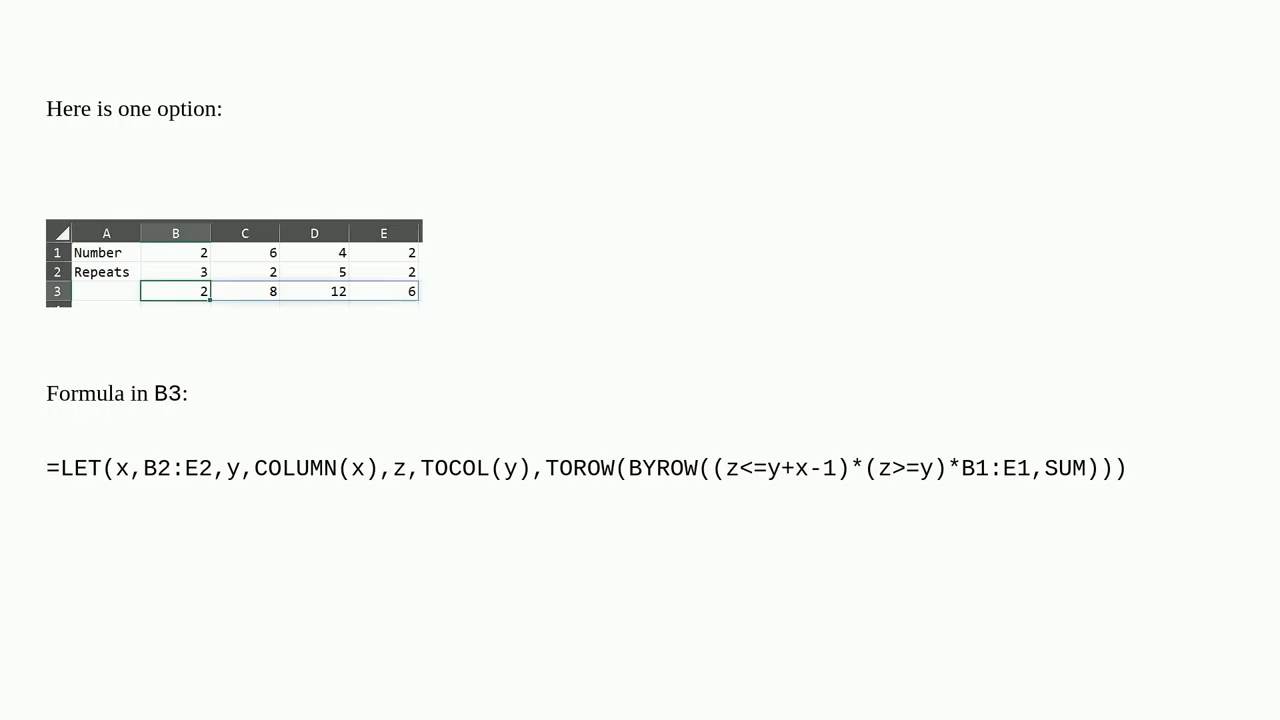 Here is one option:
A B C D E
1 Number 2 6 4 2
2 Repeats 3 2 5 2
3 2 8 12 6
Formula in B3:
=LET(x,B2:E2,y,COLUMN(x),z,TOCOL(y),TOROW(BYROW((z<=y+x-1)*(z>=y)*B1:E1,SUM)))